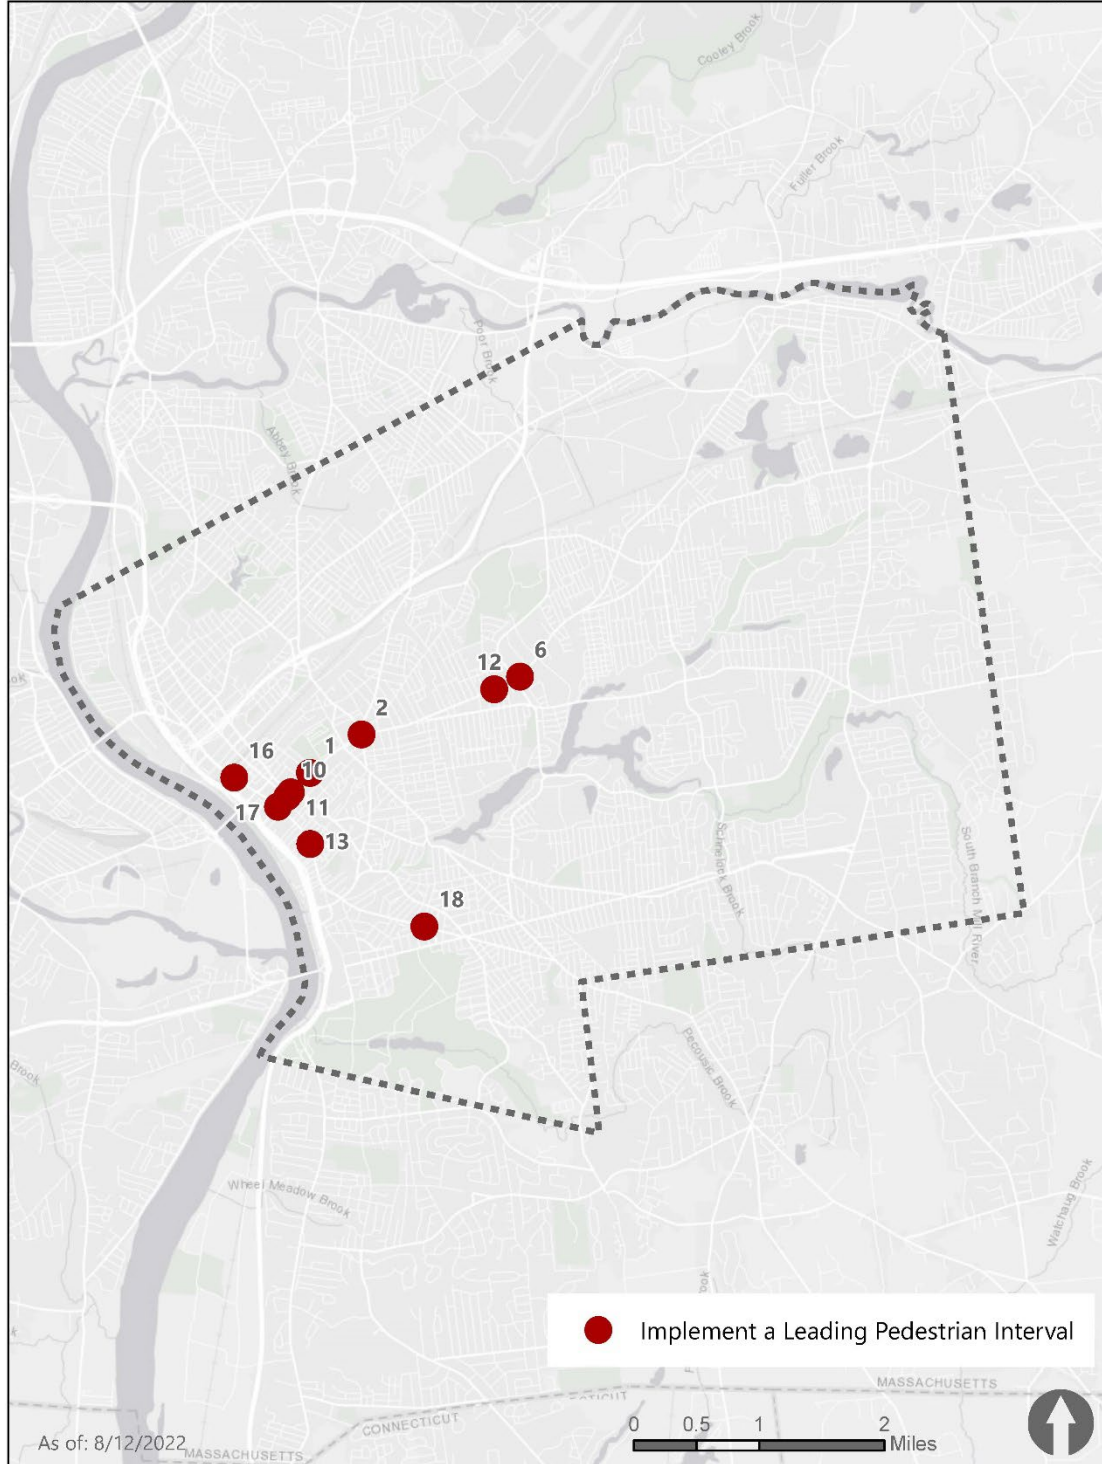 Cooley Brook
Fuller Brook
Poor Brook
Abbey Brook
6
12
2
1
16
10
17
11
13
18
Schneelock Brook
South Branch Mill River
Pecousic Brook
Brook
Wheel Meadow Brook
Watchaug Brook
Implement a Leading Pedestrian Interval
MASSACHUSETTS
CONNECTICUT
MASSACHUSETTS
0 0.5 1 2
Miles
As of: 8/12/2022